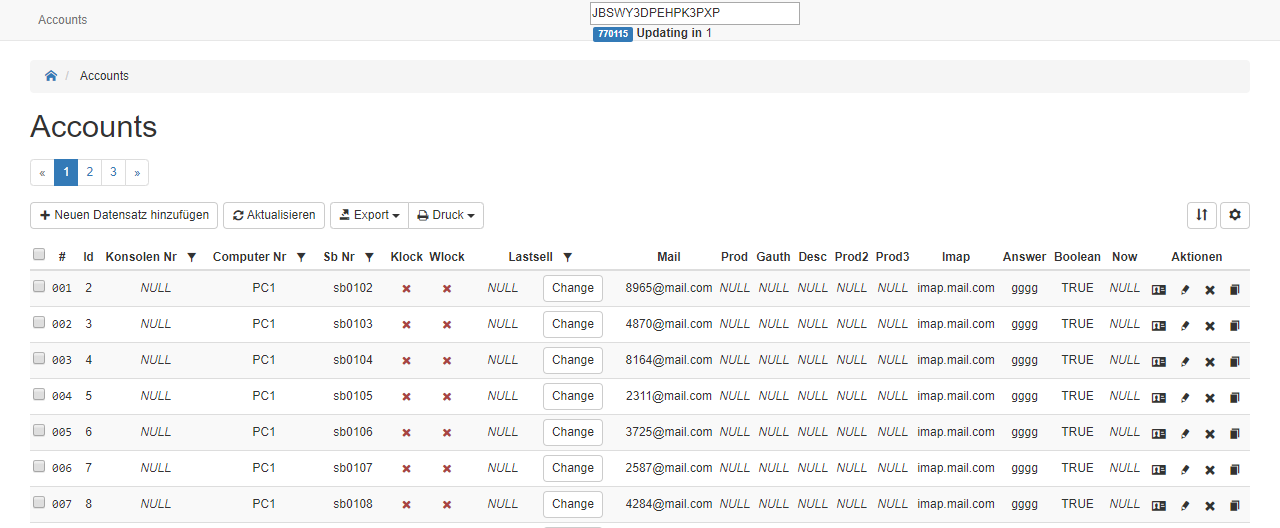 Accounts
JBSWY3DPEHPK3PXP
770115 Updating in 1
/ Accounts
Accounts
« 1 2 3 »
Neuen Datensatz hinzufügen Aktualisieren Export Druck
# Id Konsolen Nr Computer Nr Sb Nr Klock Wlock Lastsell Mail Prod Gauth Desc Prod2 Prod3 Imap Answer Boolean Now Aktionen
001 2 NULL PC1 sb0102 NULL Change 8965@mail.com NULL NULL NULL NULL NULL imap.mail.com gggg TRUE NULL
002 3 NULL PC1 sb0103 NULL Change 4870@mail.com NULL NULL NULL NULL NULL imap.mail.com gggg TRUE NULL
003 4 NULL PC1 sb0104 NULL Change 8164@mail.com NULL NULL NULL NULL NULL imap.mail.com gggg TRUE NULL
004 5 NULL PC1 sb0105 NULL Change 2311@mail.com NULL NULL NULL NULL NULL imap.mail.com gggg TRUE NULL
005 6 NULL PC1 sb0106 NULL Change 3725@mail.com NULL NULL NULL NULL NULL imap.mail.com gggg TRUE NULL
006 7 NULL PC1 sb0107 NULL Change 2587@mail.com NULL NULL NULL NULL NULL imap.mail.com gggg TRUE NULL
007 8 NULL PC1 sb0108 NULL Change 4284@mail.com NULL NULL NULL NULL NULL imap.mail.com gggg TRUE NULL